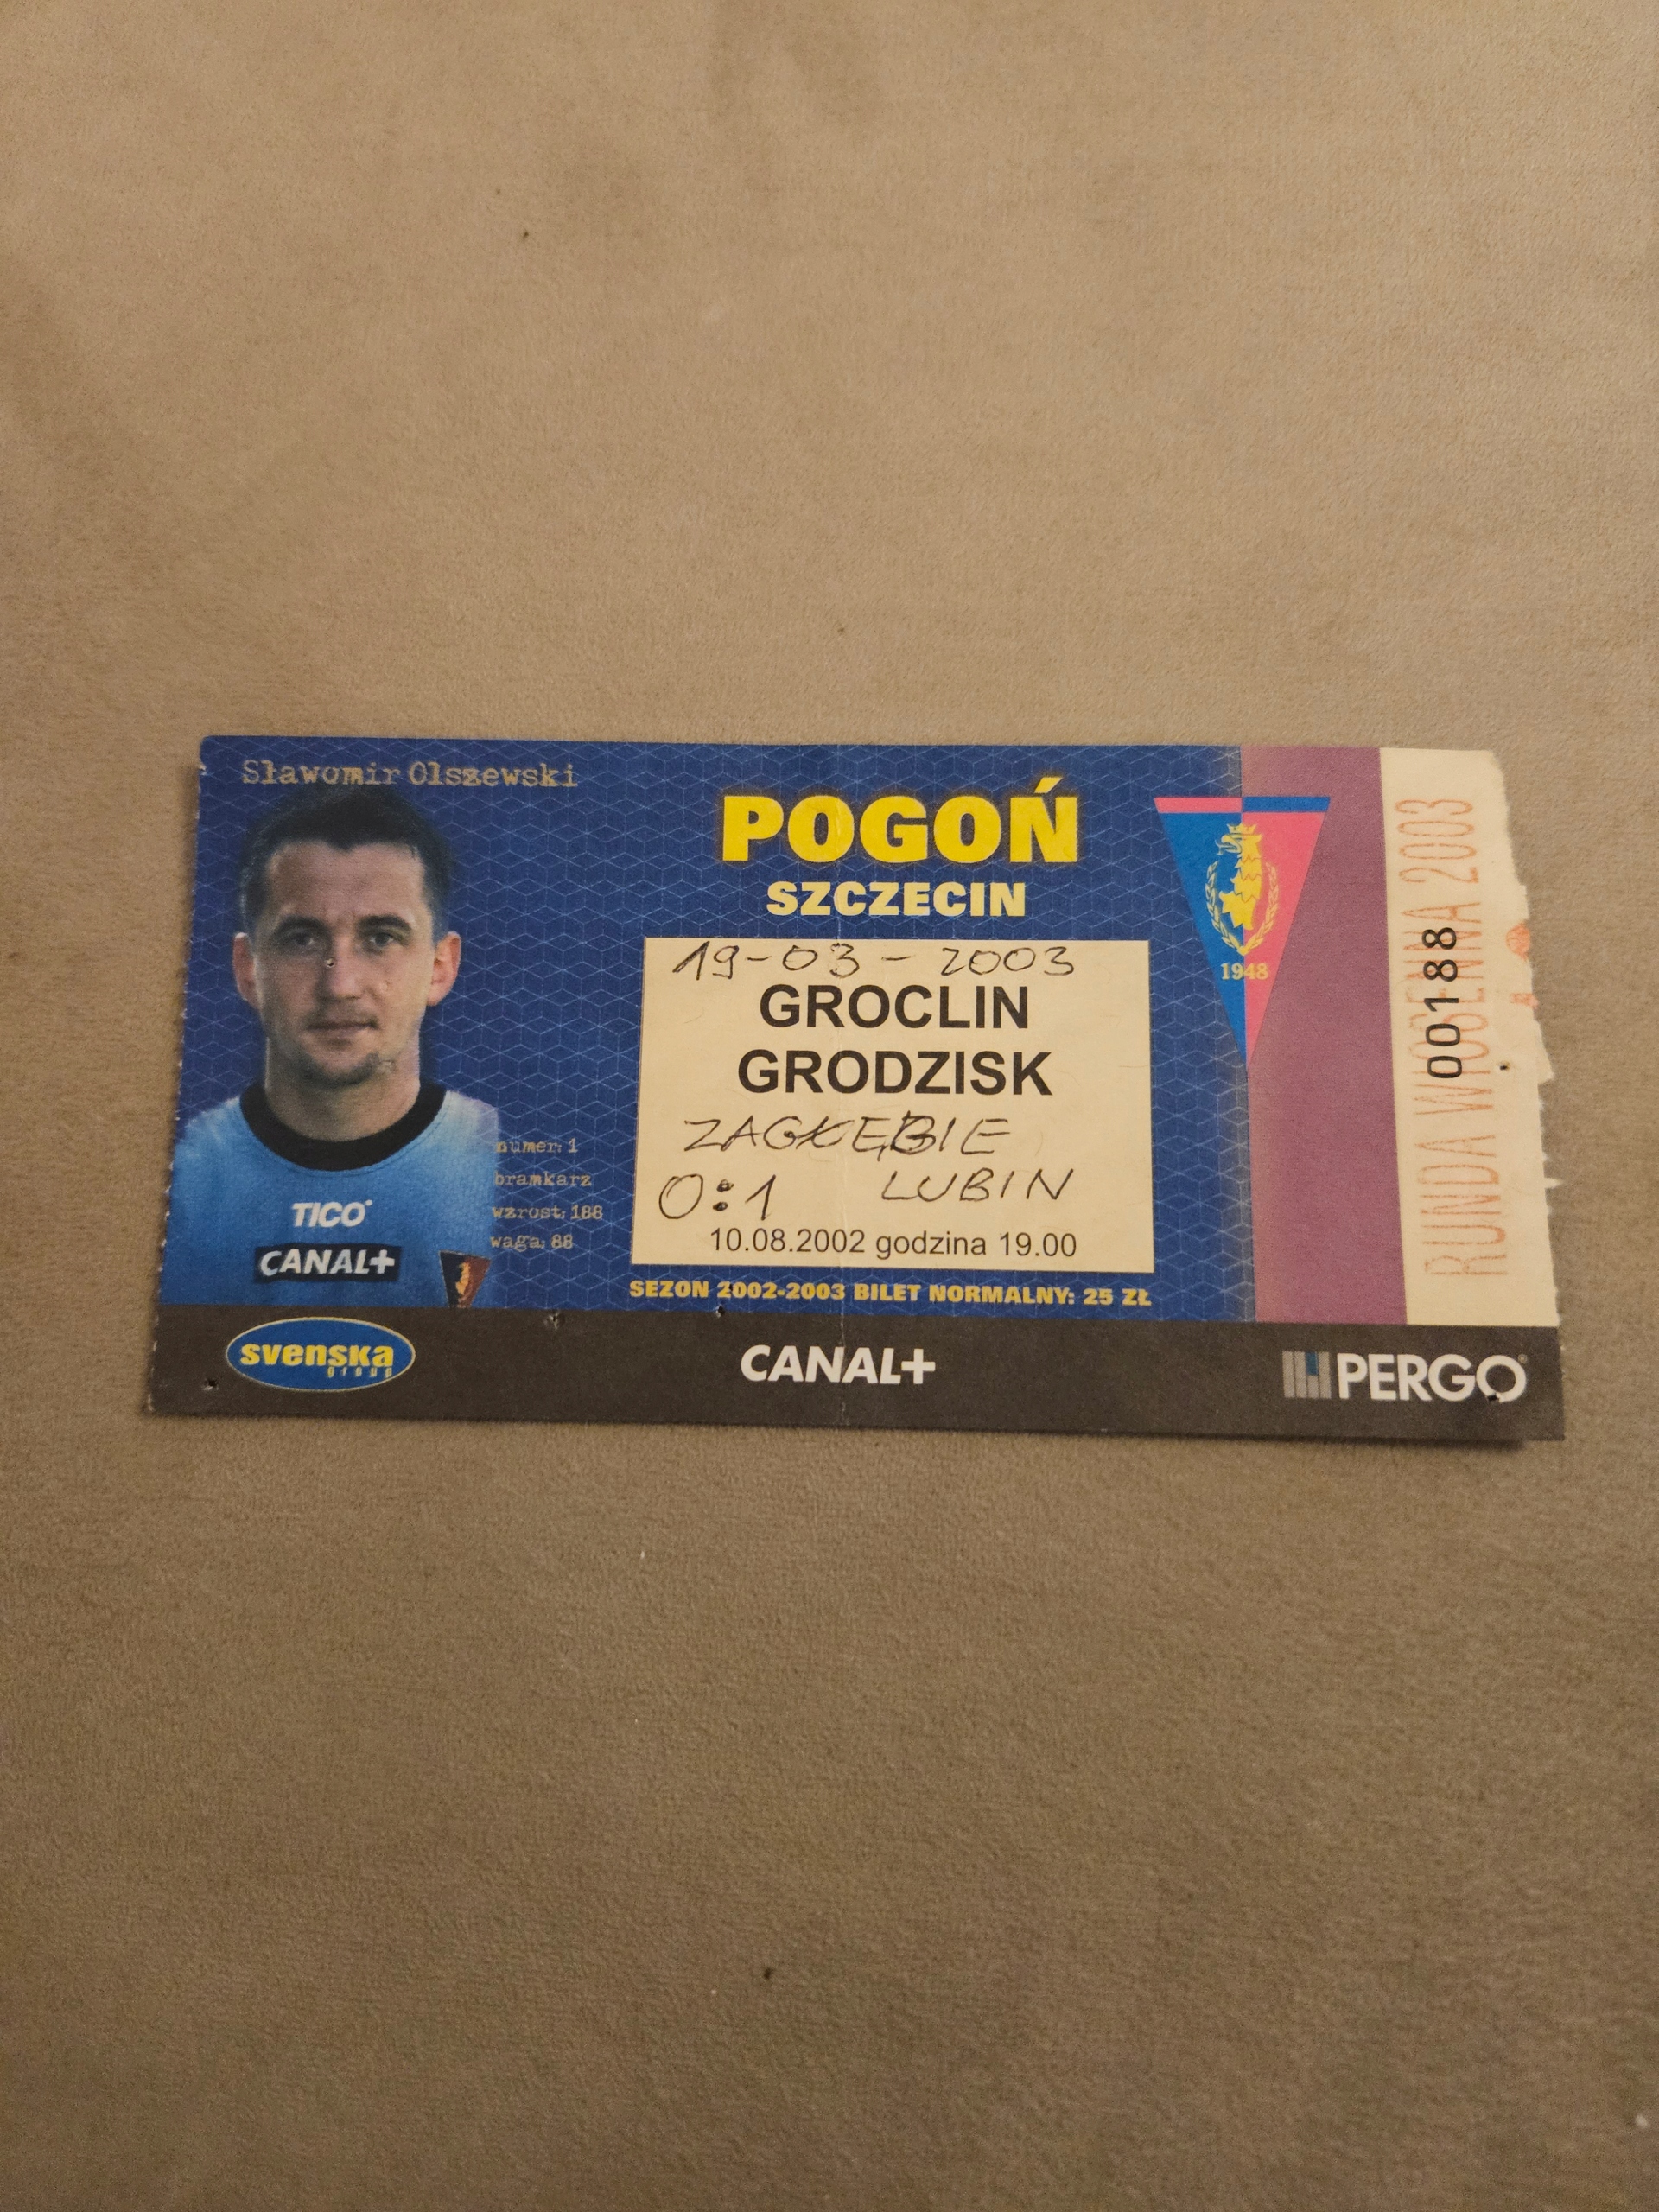 Sławomir Olszewski
POGOŃ
SZCZECIN
19-03-2003
GROCLIN
GRODZISK
ZAGŁĘBIE
0:1 LUBIN
10.08.2002 godzina 19.00
SEZON 2002-2003 BILET NORMALNY: 25 ZŁ
numer: 1
bramkarz
wzrost: 188
waga: 88
TICO
CANAL+
1948
RUNDA WIOSENNA 2003
00188
svenska
group
CANAL+
PERGO®